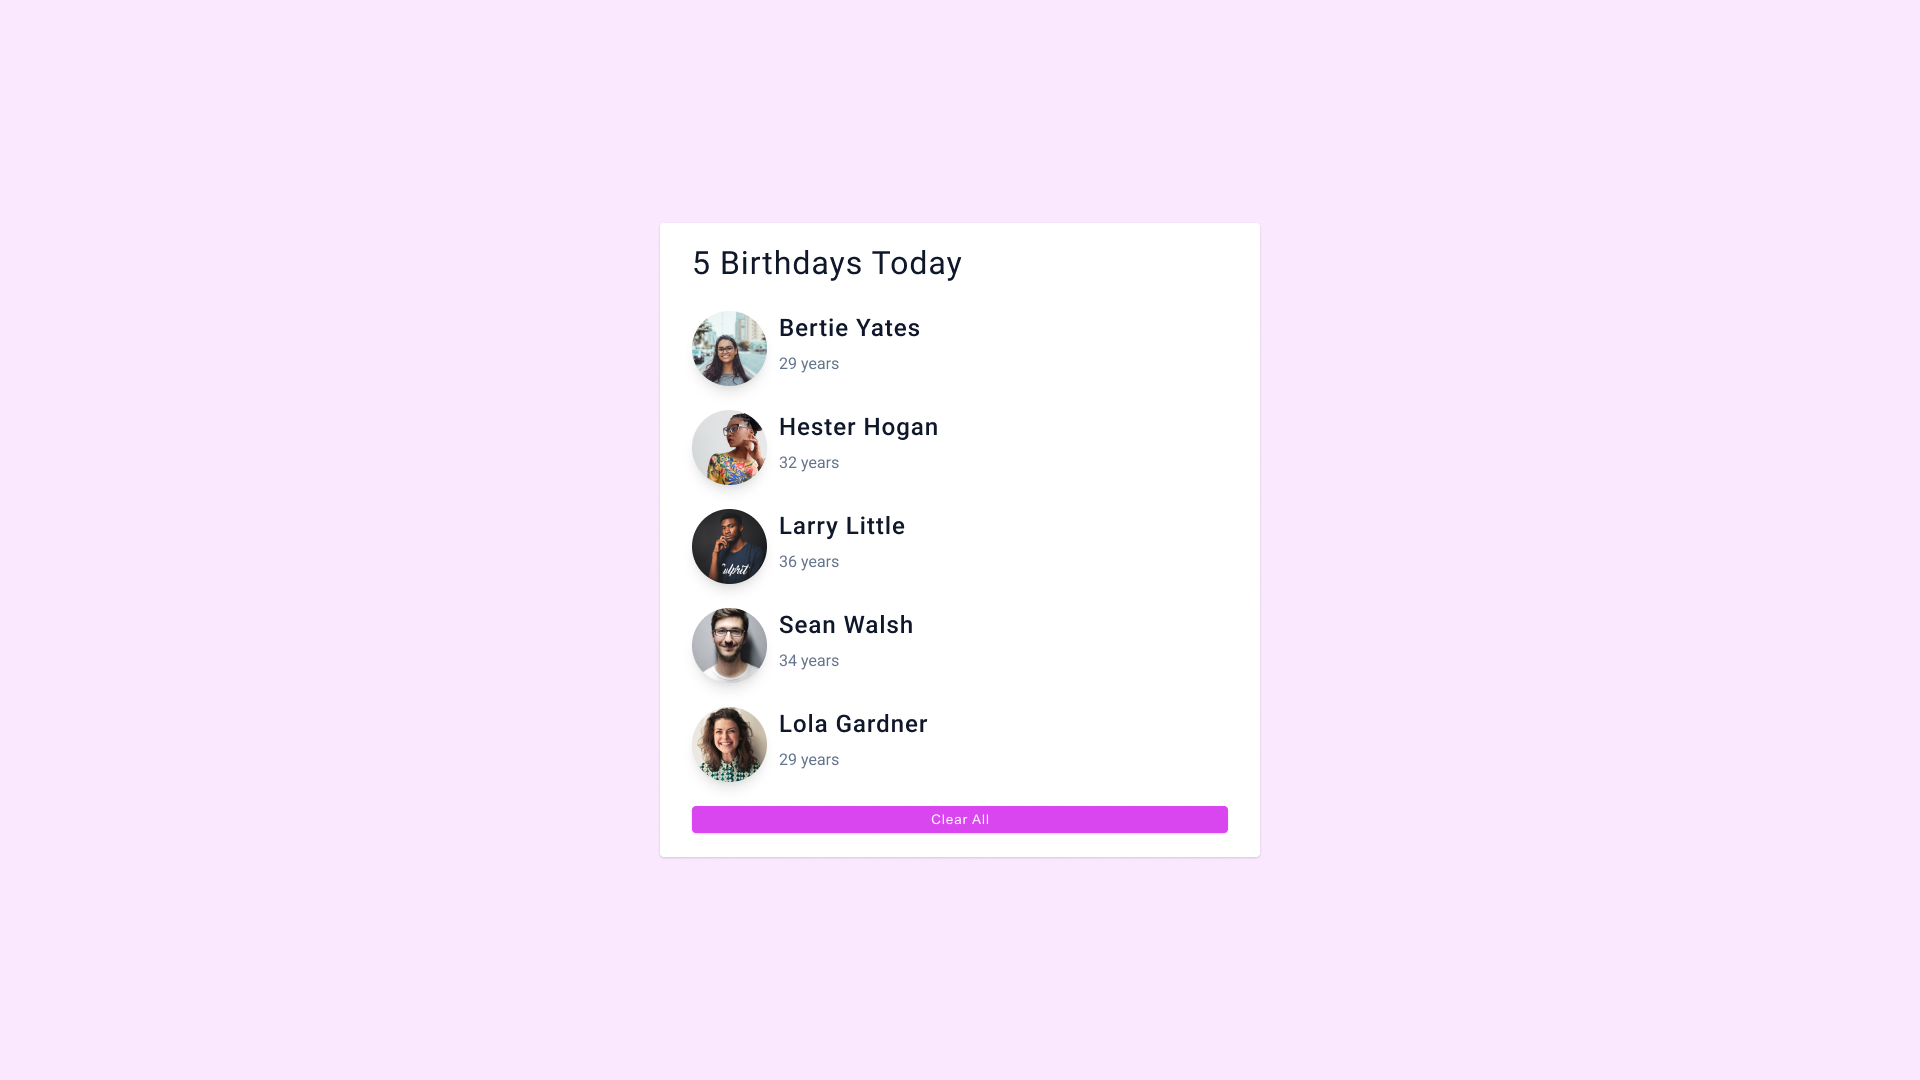 5 Birthdays Today
Bertie Yates
29 years
Hester Hogan
32 years
Larry Little
36 years
ulprit
Sean Walsh
34 years
Lola Gardner
29 years
Clear All